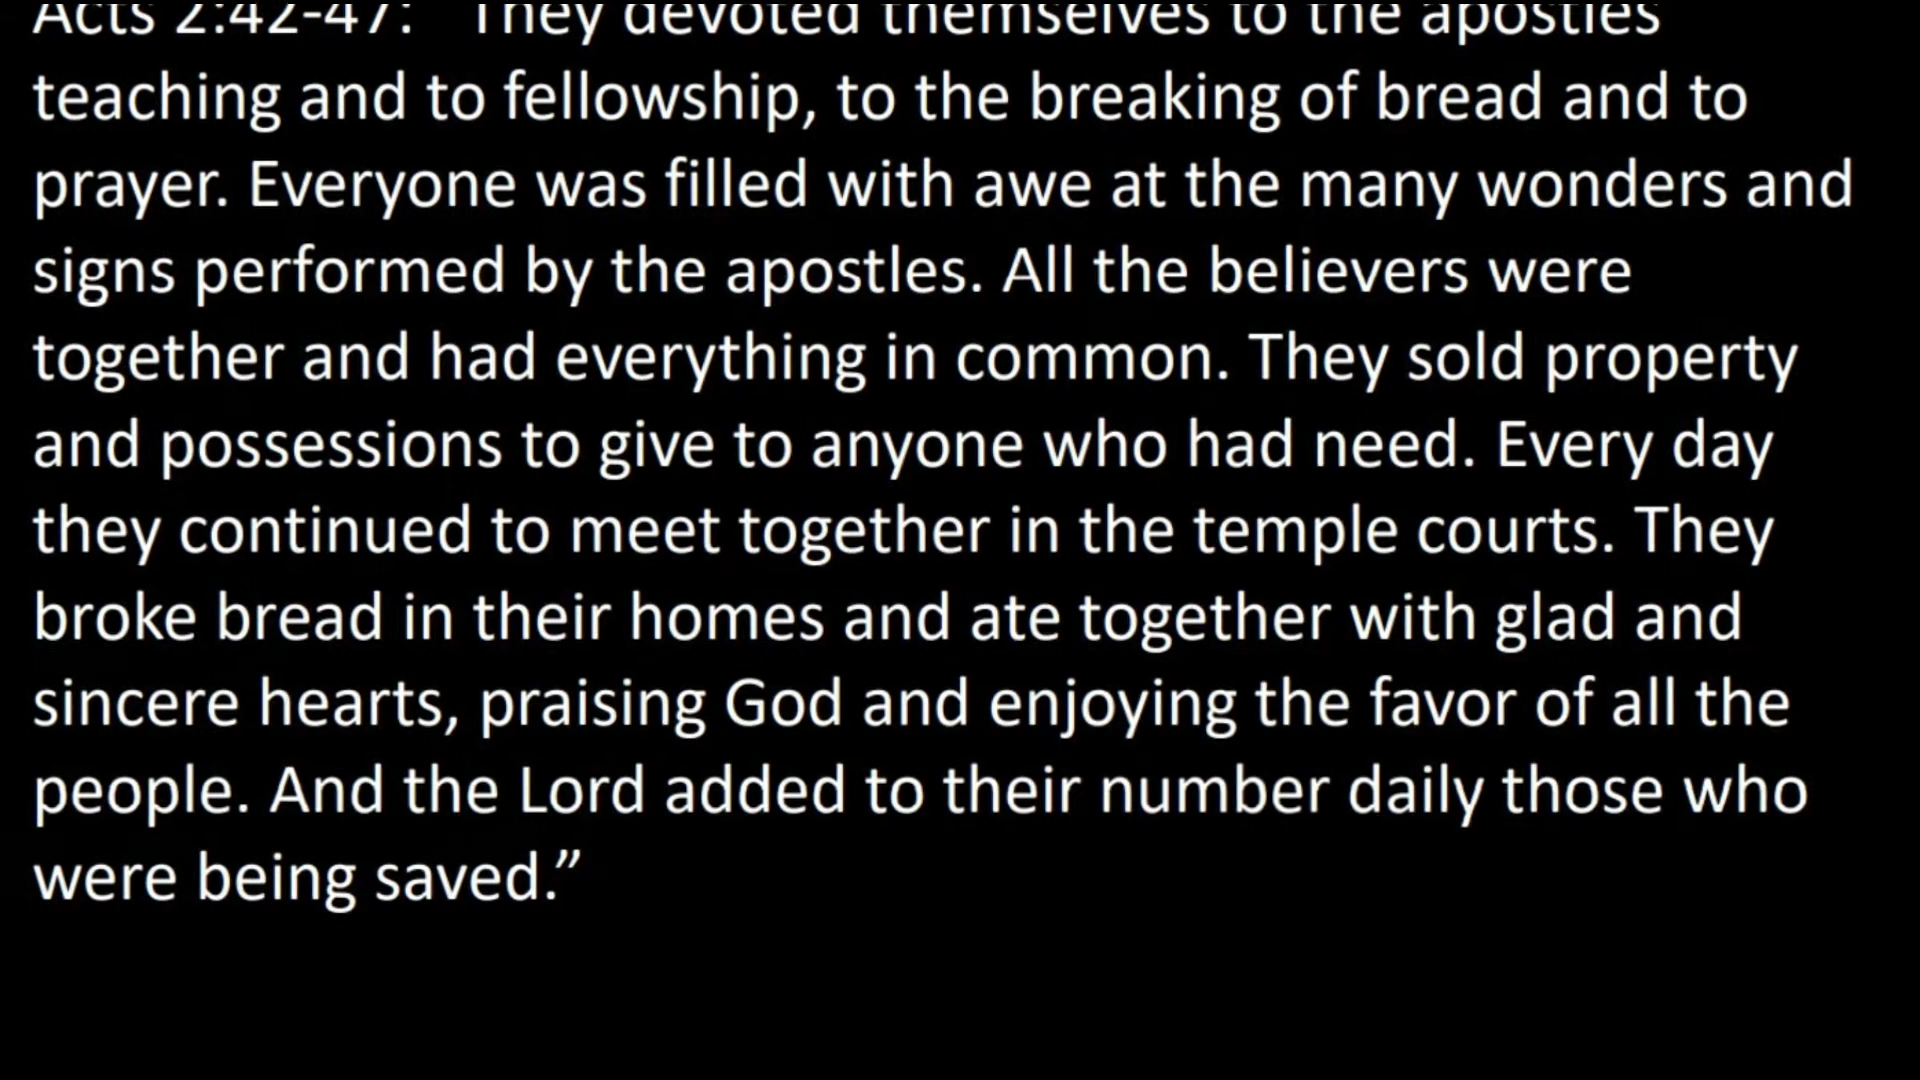 Acts 2:42-47: They devoted themselves to the apostles
teaching and to fellowship, to the breaking of bread and to
prayer. Everyone was filled with awe at the many wonders and
signs performed by the apostles. All the believers were
together and had everything in common. They sold property
and possessions to give to anyone who had need. Every day
they continued to meet together in the temple courts. They
broke bread in their homes and ate together with glad and
sincere hearts, praising God and enjoying the favor of all the
people. And the Lord added to their number daily those who
were being saved.”